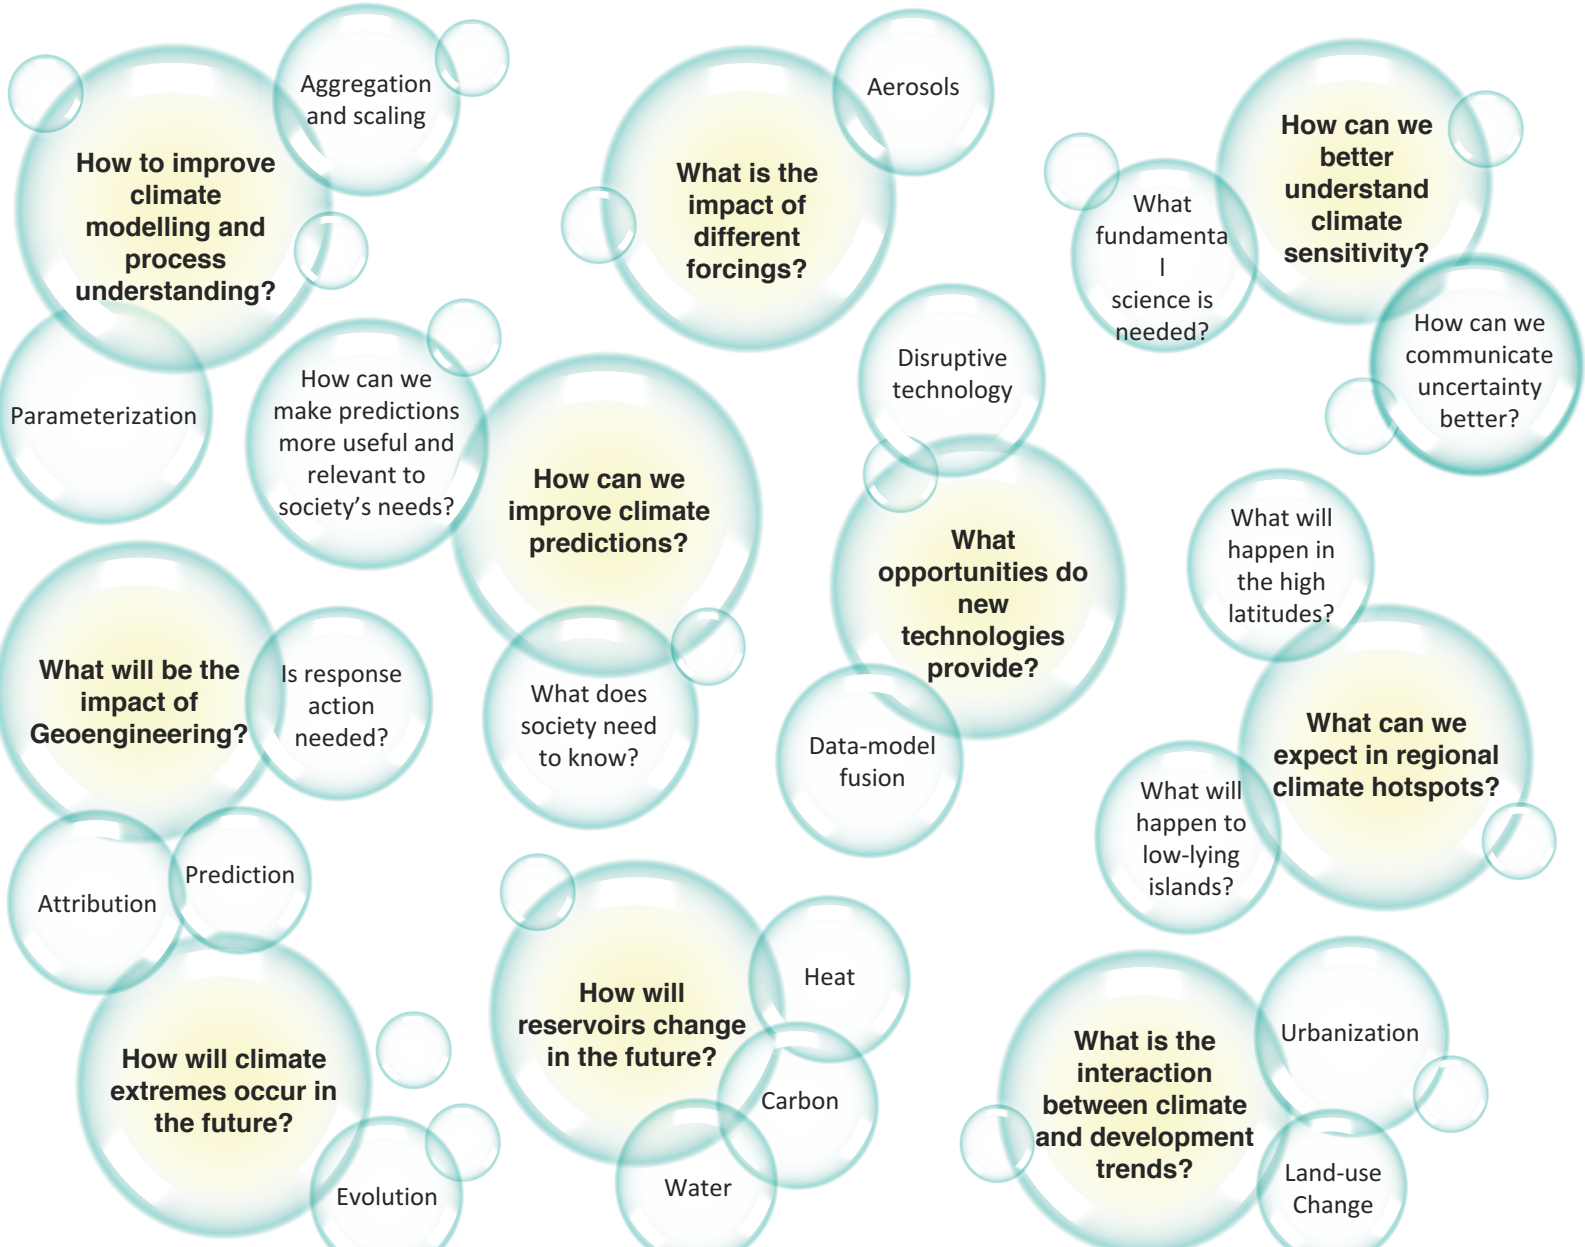 Aggregation
and scaling
How to improve
climate
modelling and
process
understanding?
Parameterization
Aerosols
What is the
impact of
different
forcings?
How can we
better
understand
climate
sensitivity?
What
fundamenta
l
science is
needed?
How can we
communicate
uncertainty
better?
How can we
make predictions
more useful and
relevant to
society's needs?
How can we
improve climate
predictions?
What does
society need
to know?
Disruptive
technology
What
opportunities do
new
technologies
provide?
Data-model
fusion
What will
happen in
the high
latitudes?
What can we
expect in regional
climate hotspots?
What will
happen to
low-lying
islands?
What will be the
impact of
Geoengineering?
Is response
action
needed?
Attribution
Prediction
How will climate
extremes occur in
the future?
Evolution
How will
reservoirs change
in the future?
Heat
Carbon
Water
What is the
interaction
between climate
and development
trends?
Urbanization
Land-use
Change